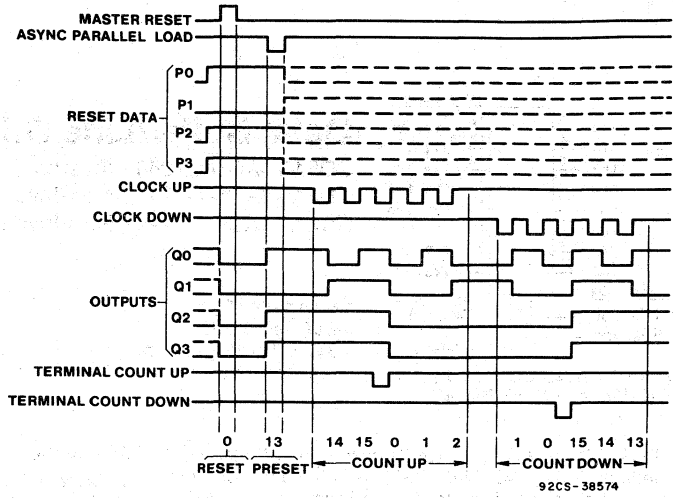 MASTER RESET
ASYNC PARALLEL LOAD
P0
P1
RESET DATA
P2
P3
CLOCK UP
CLOCK DOWN
Q0
Q1
OUTPUTS
Q2
Q3
TERMINAL COUNT UP
TERMINAL COUNT DOWN
0 13 14 15 0 1 2 1 0 15 14 13
RESET PRESET COUNT UP COUNT DOWN
92CS-38574